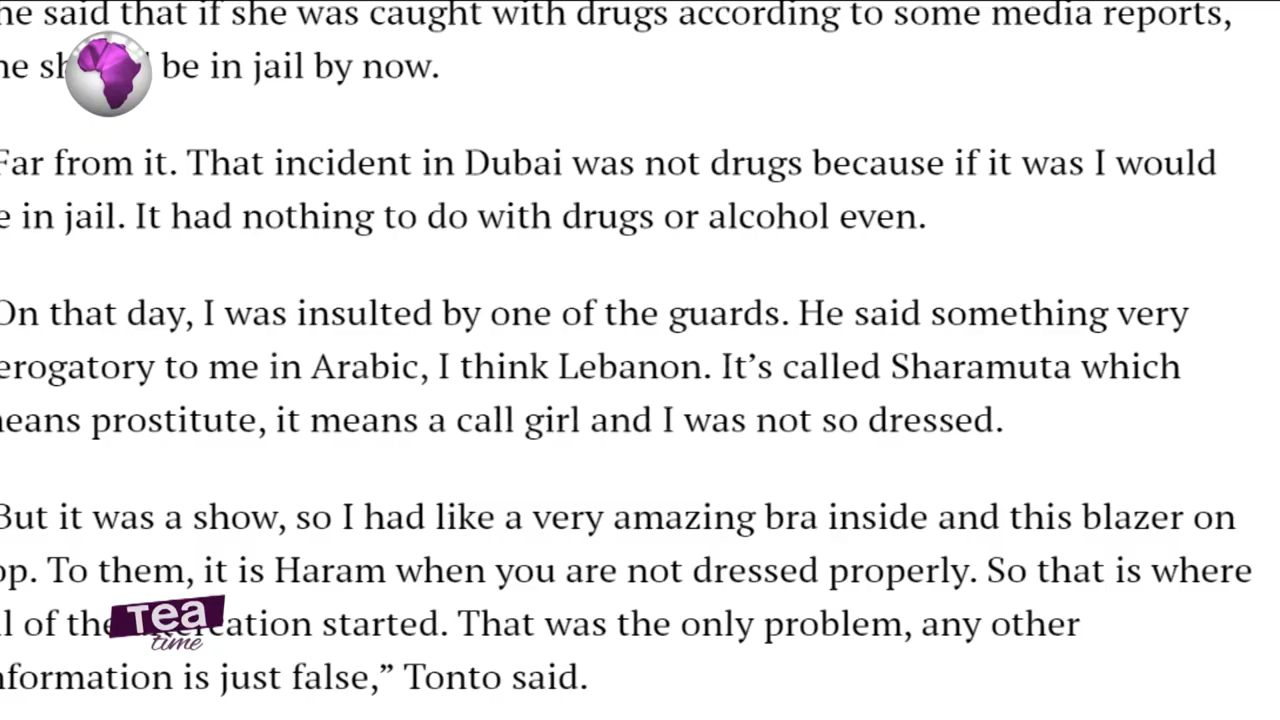 he said that if she was caught with drugs according to some media reports,
he sh be in jail by now.
Far from it. That incident in Dubai was not drugs because if it was I would
e in jail. It had nothing to do with drugs or alcohol even.
On that day, I was insulted by one of the guards. He said something very
erogatory to me in Arabic, I think Lebanon. It’s called Sharamuta which
eans prostitute, it means a call girl and I was not so dressed.
But it was a show, so I had like a very amazing bra inside and this blazer on
op. To them, it is Haram when you are not dressed properly. So that is where
l of the cation started. That was the only problem, any other
nformation is just false,” Tonto said.
Tea
time